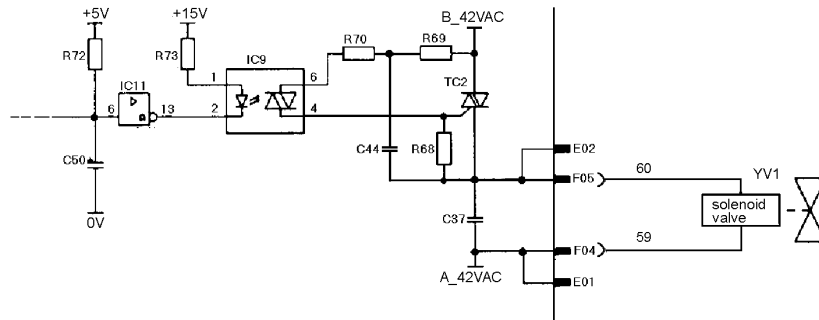 +5V
+15V
B_42VAC
R72
R73
IC9
R70
R69
IC11
1
6
TC2
6
13
2
4
C50
C44
R68
E02
F05
60
YV1
solenoid
valve
C37
59
F04
0V
A_42VAC
E01